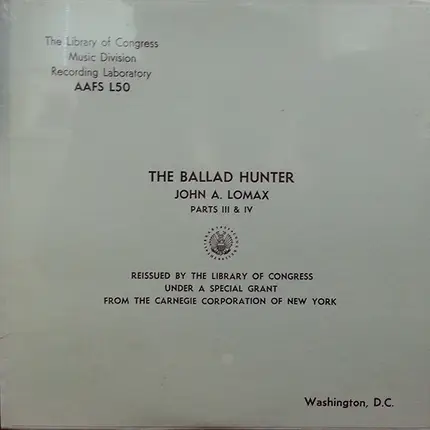 The Library of Congress
Music Division
Recording Laboratory
AAFS L50
THE BALLAD HUNTER
JOHN A. LOMAX
PARTS III & IV
REISSUED BY THE LIBRARY OF CONGRESS
UNDER A SPECIAL GRANT
FROM THE CARNEGIE CORPORATION OF NEW YORK
Washington, D.C.